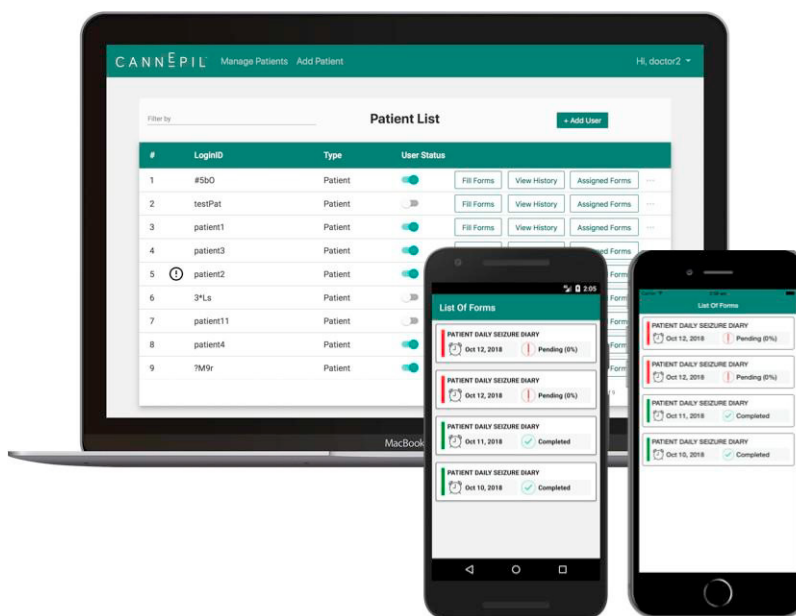 CANNEPIL Manage Patients Add Patient Hi, doctor2
Filter by Patient List + Add User
# LoginID Type User Status
1 #5b0 Patient Fill Forms View History Assigned Forms
2 testPat Patient Fill Forms View History Assigned Forms
3 patient1 Patient Fill Forms View History Assigned Forms
4 patient3 Patient
5 patient2 Patient
6 3*Ls Patient
7 patient11 Patient
8 patient4 Patient
9 ?M9r Patient
MacBook
2:05
List Of Forms
PATIENT DAILY SEIZURE DIARY
Oct 12, 2018 Pending (0%)
PATIENT DAILY SEIZURE DIARY
Oct 12, 2018 Pending (0%)
PATIENT DAILY SEIZURE DIARY
Oct 11, 2018 Completed
PATIENT DAILY SEIZURE DIARY
Oct 10, 2018 Completed
List Of Forms
PATIENT DAILY SEIZURE DIARY
Oct 12, 2018 Pending (0%)
PATIENT DAILY SEIZURE DIARY
Oct 12, 2018 Pending (0%)
PATIENT DAILY SEIZURE DIARY
Oct 11, 2018 Completed
PATIENT DAILY SEIZURE DIARY
Oct 10, 2018 Completed